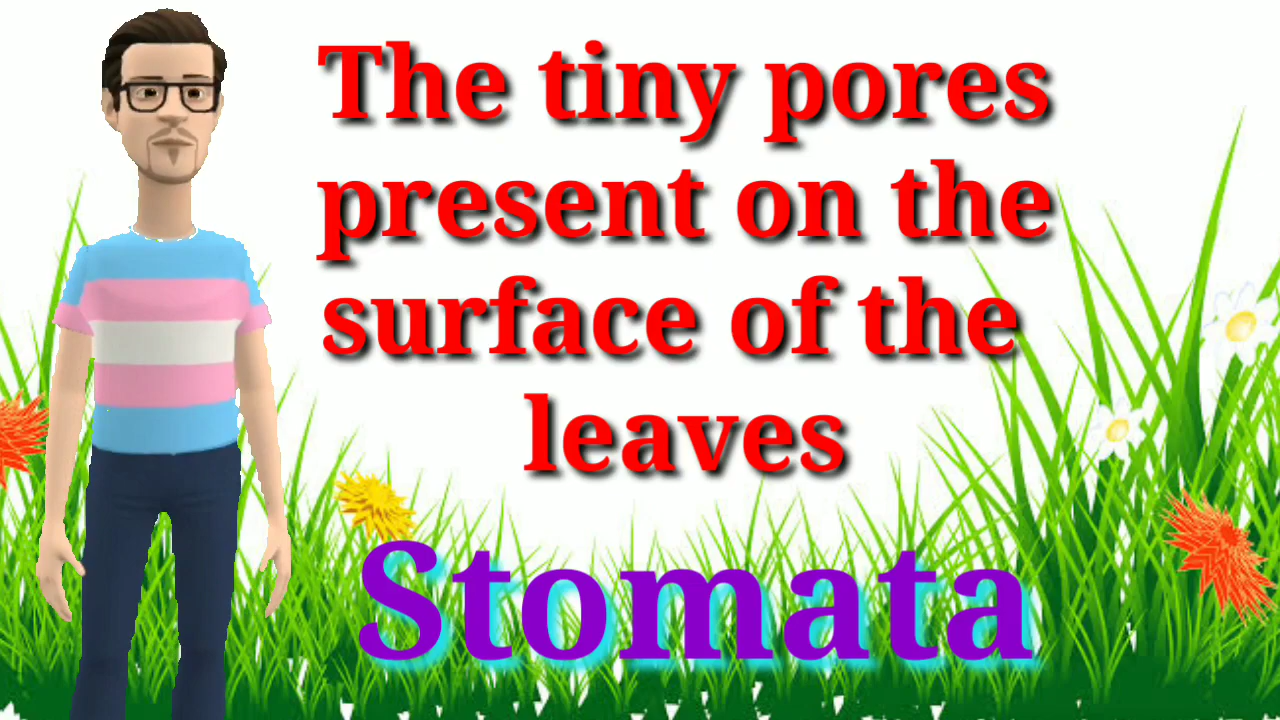 The tiny pores
present on the
surface of the
leaves
Stomata